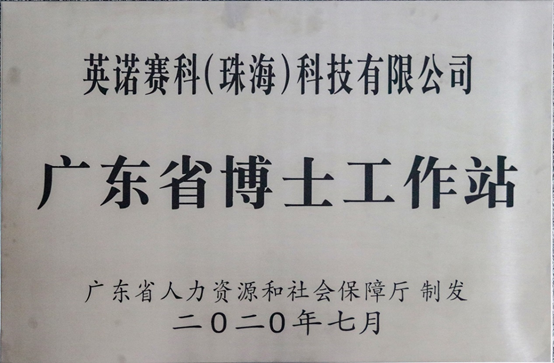 英诺赛科(珠海)科技有限公司
广东省博士工作站
广东省人力资源和社会保障厅 制发
二〇二〇年七月